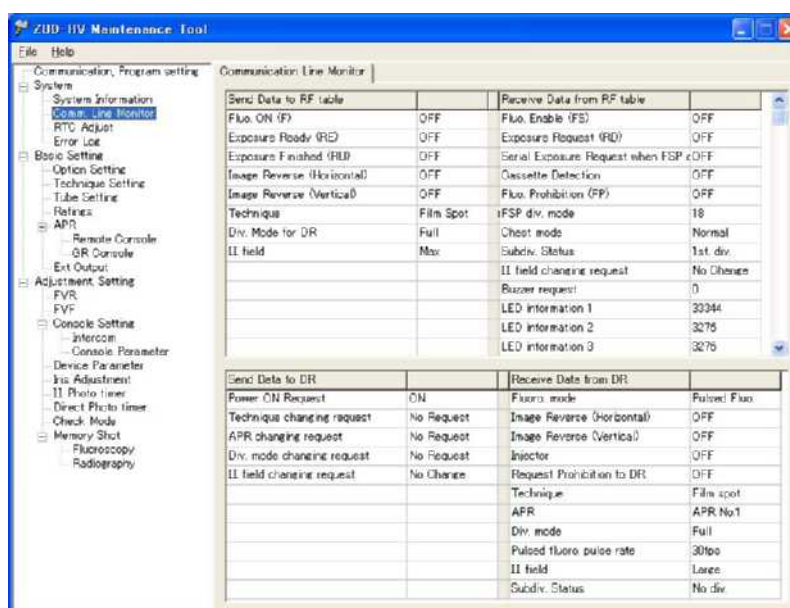 ZUD-HV Maintenance Tool
File Help
Communication, Program setting
System
System Information
Comm. Line Monitor
RTC Adjust
Error Log
Basic Setting
Option Setting
Technique Setting
Tube Setting
Ratings
APR
Remote Console
GR Console
Ext Output
Adjustment, Setting
FVR
FVF
Console Setting
Intercom
Console Parameter
Device Parameter
Iris Adjustment
II Photo timer
Direct Photo timer
Check Mode
Memory Shot
Fluoroscopy
Radiography
Communication Line Monitor
Send Data to RF table Receive Data from RF table
Fluo. ON (F) OFF Fluo. Enable (FS) OFF
Exposure Ready (RE) OFF Exposure Request (RD) OFF
Exposure Finished (RU) OFF Serial Exposure Request when FSP c OFF
Image Reverse (Horizontal) OFF Cassette Detection OFF
Image Reverse (Vertical) OFF Fluo. Prohibition (FP) OFF
Technique Film Spot FSP div. mode 18
Div. Mode for DR Full Chest mode Normal
II field Max Subdiv. Status 1st. div.
II field changing request No Change
Buzzer request 0
LED information 1 33344
LED information 2 3276
LED information 3 3276
Send Data to DR Receive Data from DR
Power ON Request ON Fluoro. mode Pulsed Fluo.
Technique changing request No Request Image Reverse (Horizontal) OFF
APR changing request No Request Image Reverse (Vertical) OFF
Div. mode changing request No Request Injector OFF
II field changing request No Change Request Prohibition to DR OFF
Technique Film spot
APR APR No.1
Div. mode Full
Pulsed fluoro. pulse rate 30fps
II field Large
Subdiv. Status No div.